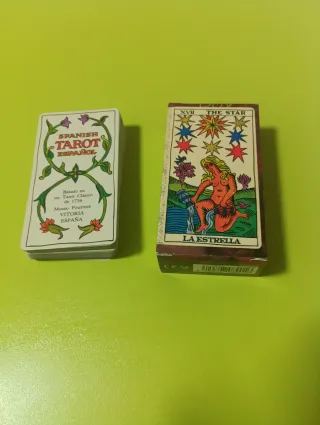 SPANISH
TAROT
ESPAÑOL
Basado en
un Tarot Clásico
de 1736
Museo Fournier
VITORIA
ESPAÑA
XVII THE STAR
LA ESTRELLA